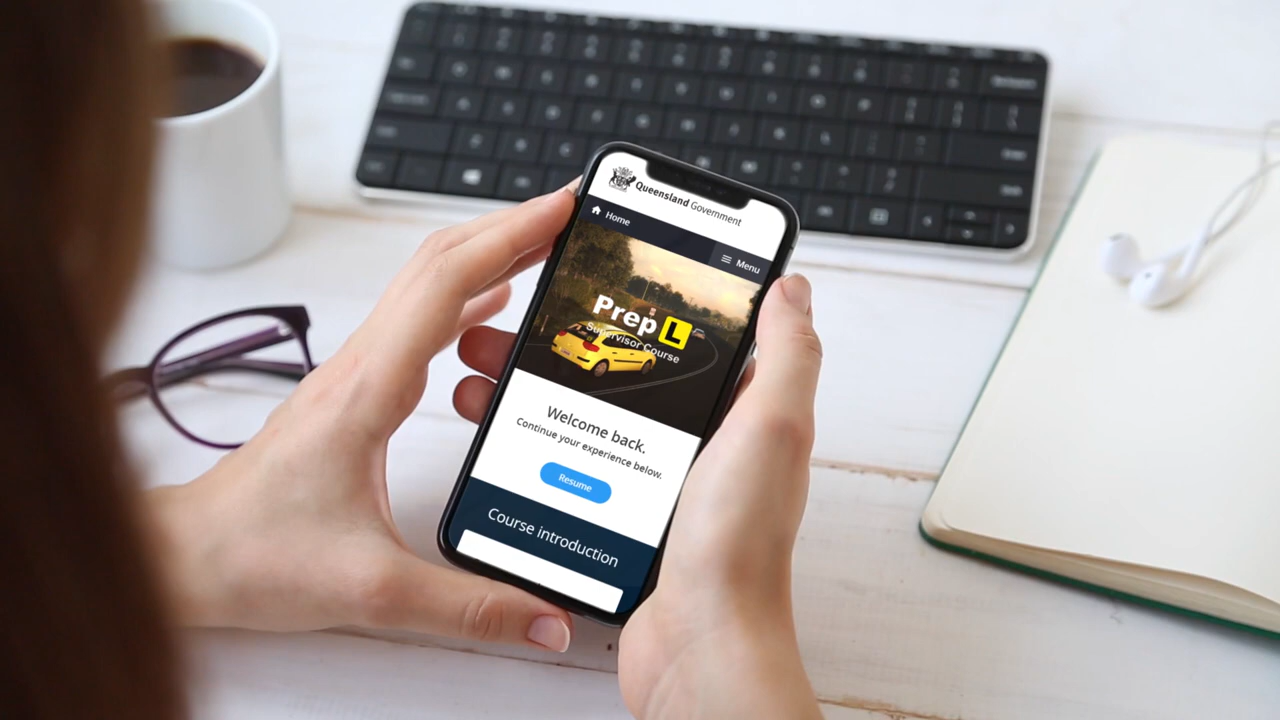 Queensland Government
Home
Menu
Prep L
Supervisor Course
Welcome back.
Continue your experience below.
Resume
Course introduction